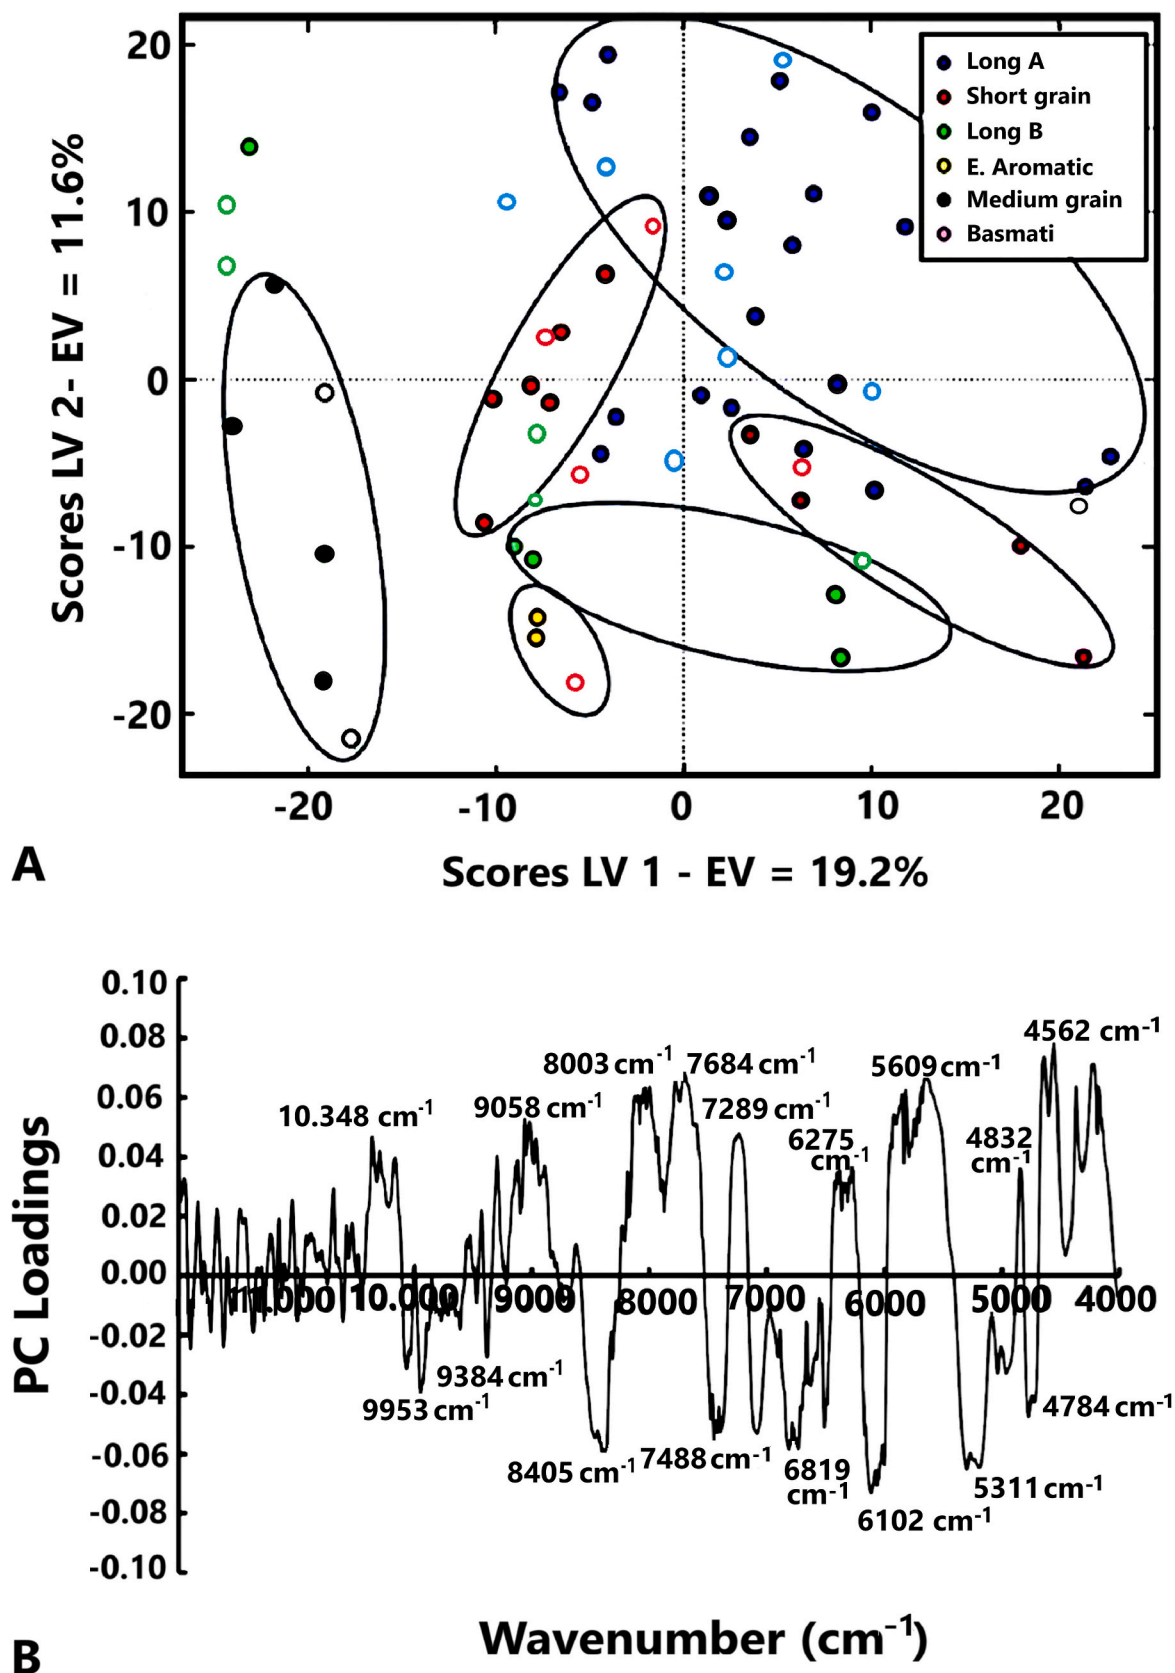 20
10
0
-10
-20
Scores LV 2- EV = 11.6%
Long A
Short grain
Long B
E. Aromatic
Medium grain
Basmati
-20 -10 0 10 20
Scores LV 1 - EV = 19.2%
A
0.10
0.08
0.06
0.04
0.02
0.00
-0.02
-0.04
-0.06
-0.08
-0.10
PC Loadings
4562 cm-1
8003 cm-1 7684 cm-1 5609 cm-1
10.348 cm-1 9058 cm-1 7289 cm-1
6275
cm-1
4832
cm-1
11.000 10.000 9000 8000 7000 6000 5000 4000
9384 cm-1
9953 cm-1
4784 cm-1
8405 cm-1 7488 cm-1
6819
cm-1
5311 cm-1
6102 cm-1
Wavenumber (cm-1)
B